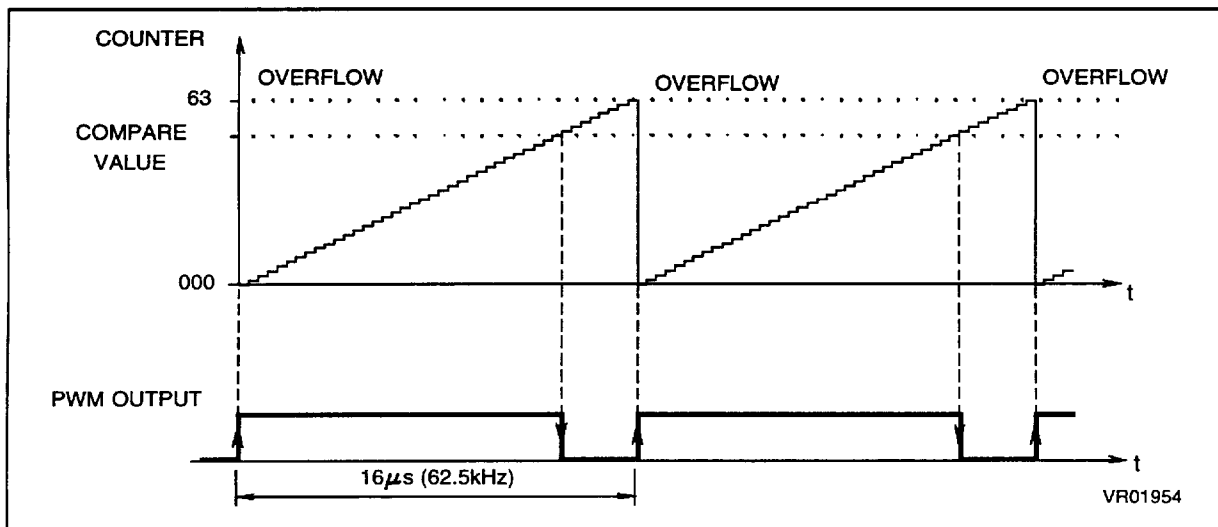 COUNTER
OVERFLOW
OVERFLOW
OVERFLOW
63
COMPARE
VALUE
000
t
PWM OUTPUT
t
16μs (62.5kHz)
VR01954